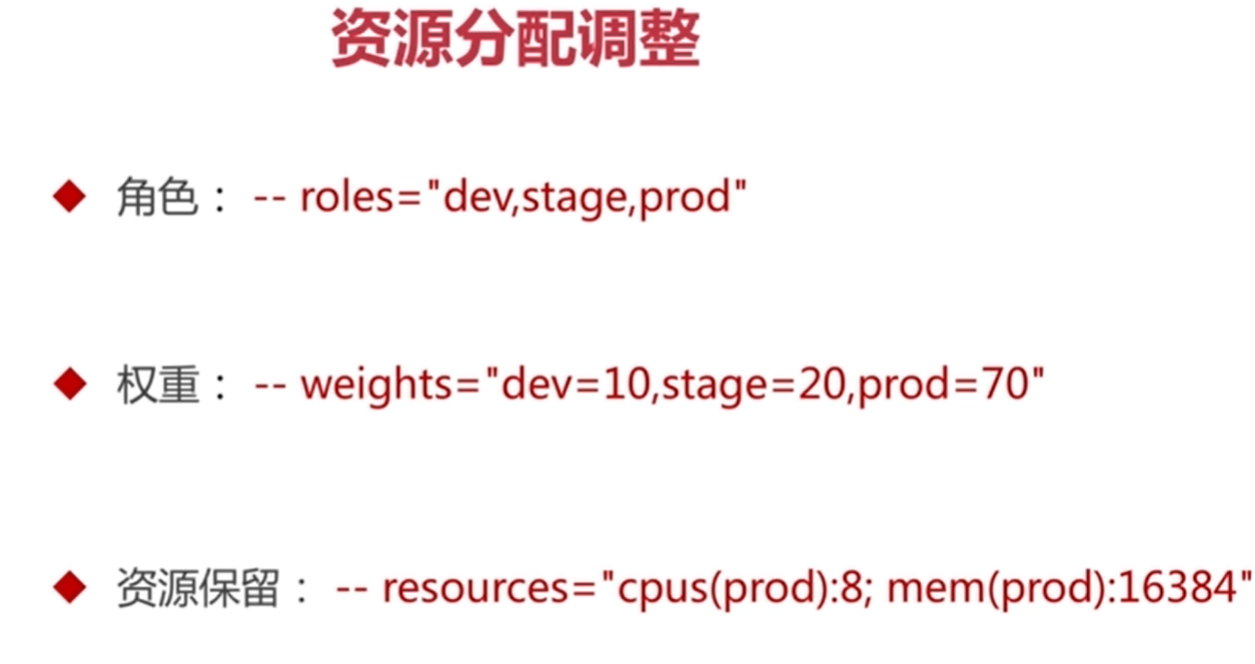 资源分配调整
角色： -- roles="dev,stage,prod"
权重： -- weights="dev=10,stage=20,prod=70"
资源保留： -- resources="cpus(prod):8; mem(prod):16384"